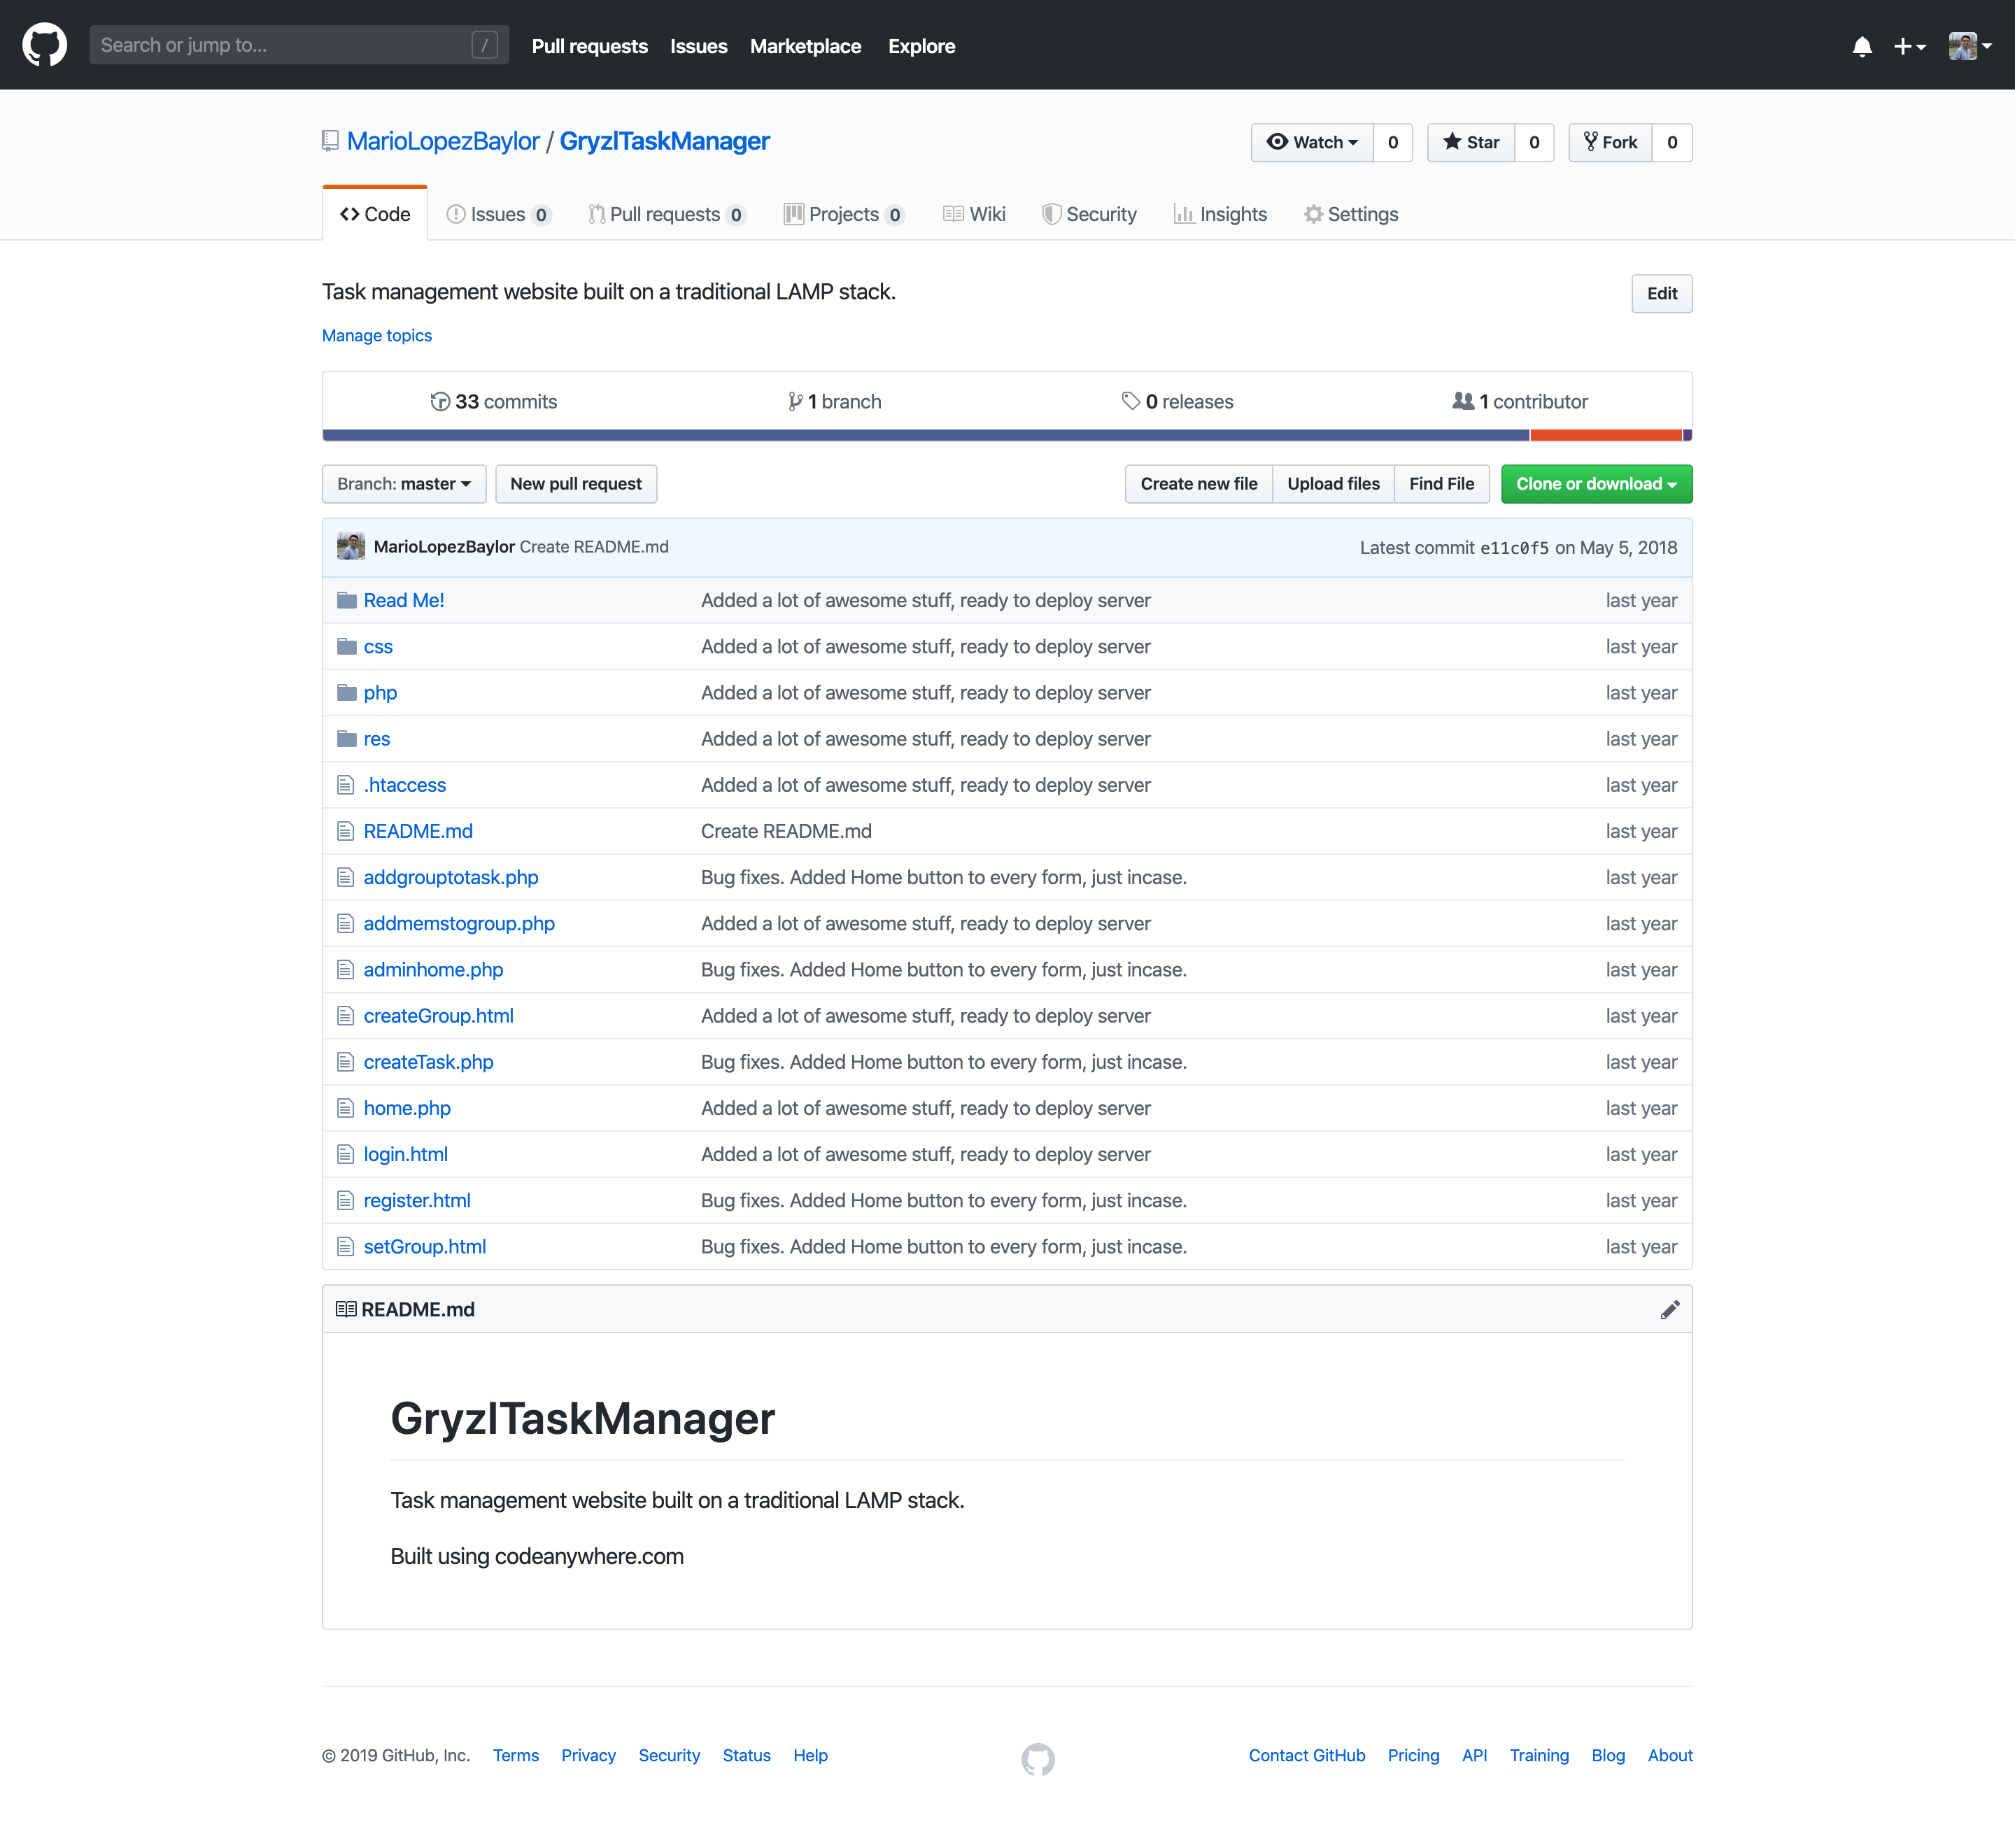 Search or jump to... / Pull requests Issues Marketplace Explore
MarioLopezBaylor / GryzlTaskManager Watch 0 Star 0 Fork 0
Code Issues 0 Pull requests 0 Projects 0 Wiki Security Insights Settings
Task management website built on a traditional LAMP stack. Edit
Manage topics
33 commits 1 branch 0 releases 1 contributor
Branch: master New pull request Create new file Upload files Find File Clone or download
MarioLopezBaylor Create README.md Latest commit e11c0f5 on May 5, 2018
Read Me! Added a lot of awesome stuff, ready to deploy server last year
css Added a lot of awesome stuff, ready to deploy server last year
php Added a lot of awesome stuff, ready to deploy server last year
res Added a lot of awesome stuff, ready to deploy server last year
.htaccess Added a lot of awesome stuff, ready to deploy server last year
README.md Create README.md last year
addgrouptotask.php Bug fixes. Added Home button to every form, just incase. last year
addmemstogroup.php Added a lot of awesome stuff, ready to deploy server last year
adminhome.php Bug fixes. Added Home button to every form, just incase. last year
createGroup.html Added a lot of awesome stuff, ready to deploy server last year
createTask.php Bug fixes. Added Home button to every form, just incase. last year
home.php Added a lot of awesome stuff, ready to deploy server last year
login.html Added a lot of awesome stuff, ready to deploy server last year
register.html Bug fixes. Added Home button to every form, just incase. last year
setGroup.html Bug fixes. Added Home button to every form, just incase. last year
README.md
GryzlTaskManager
Task management website built on a traditional LAMP stack.
Built using codeanywhere.com
© 2019 GitHub, Inc. Terms Privacy Security Status Help Contact GitHub Pricing API Training Blog About